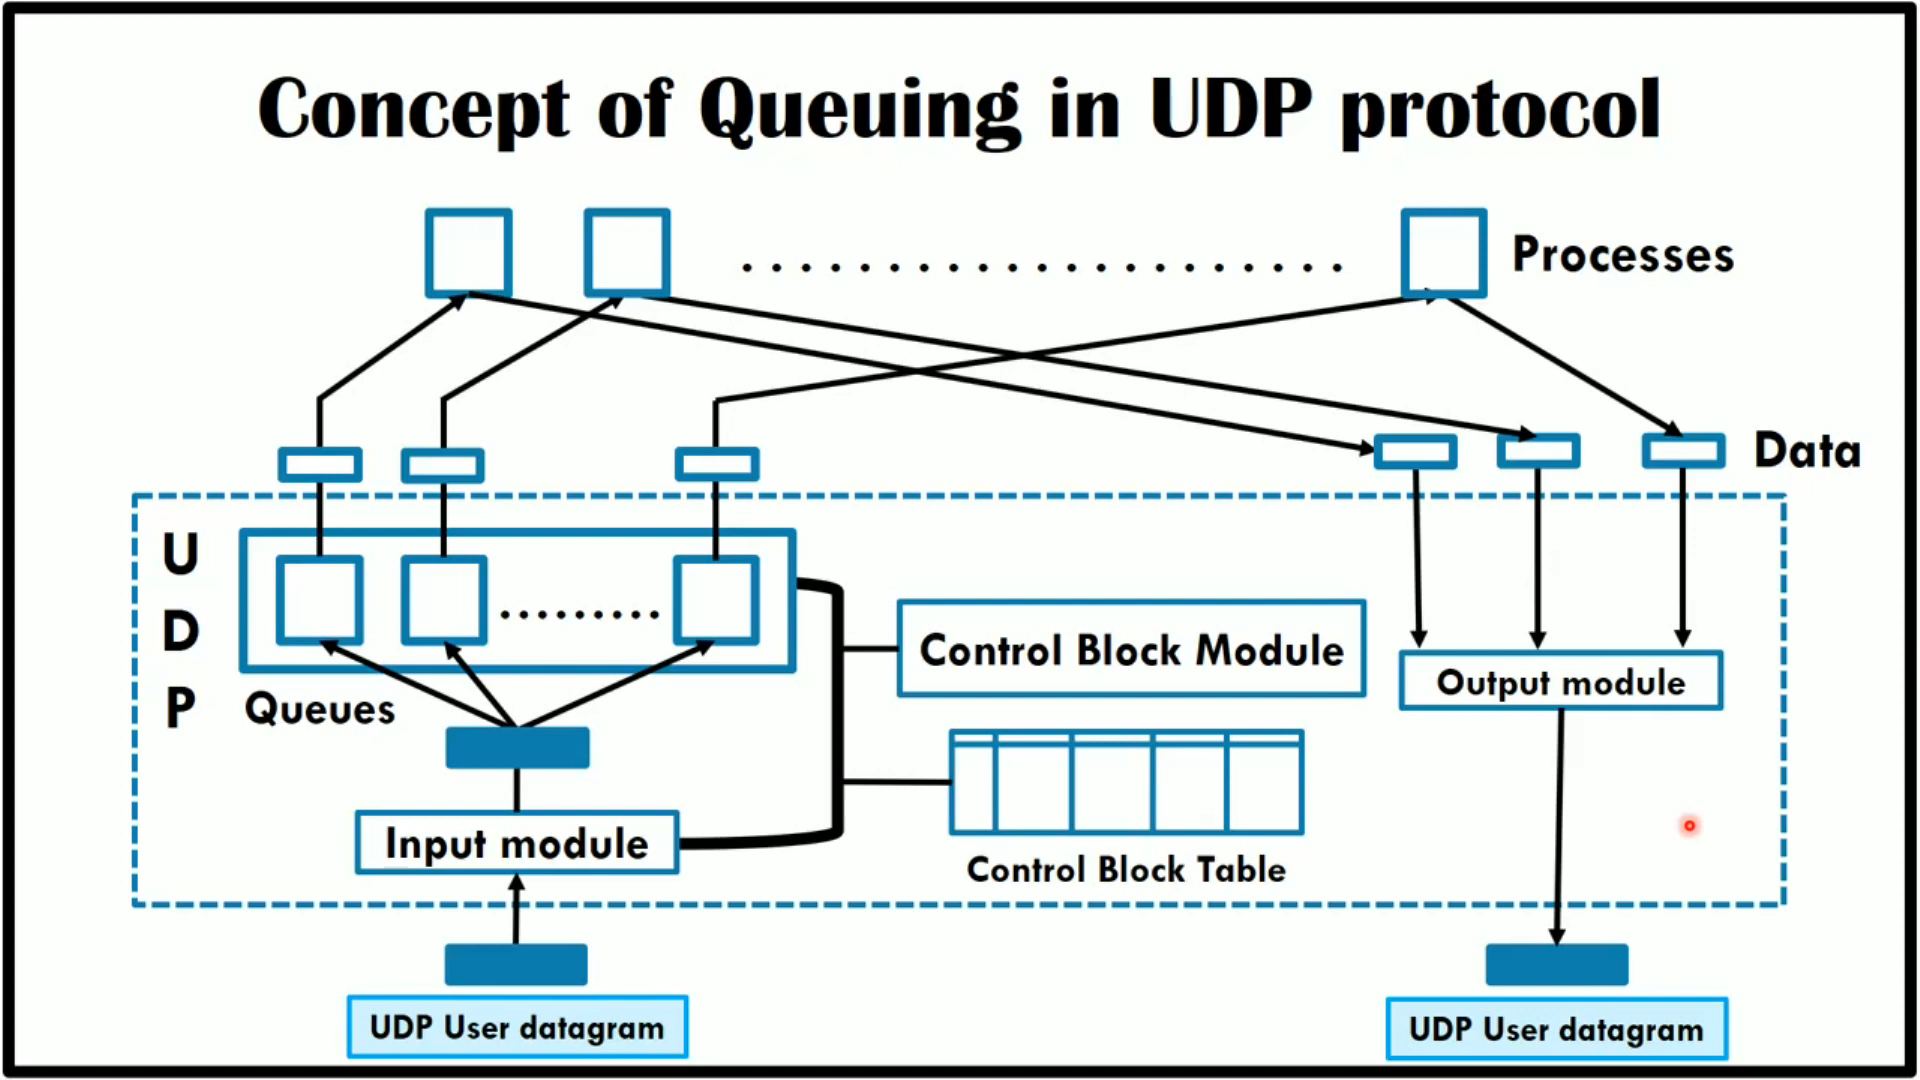 Concept of Queuing in UDP protocol
Processes
Data
U
D
P
Queues
Control Block Module
Output module
Input module
Control Block Table
UDP User datagram
UDP User datagram